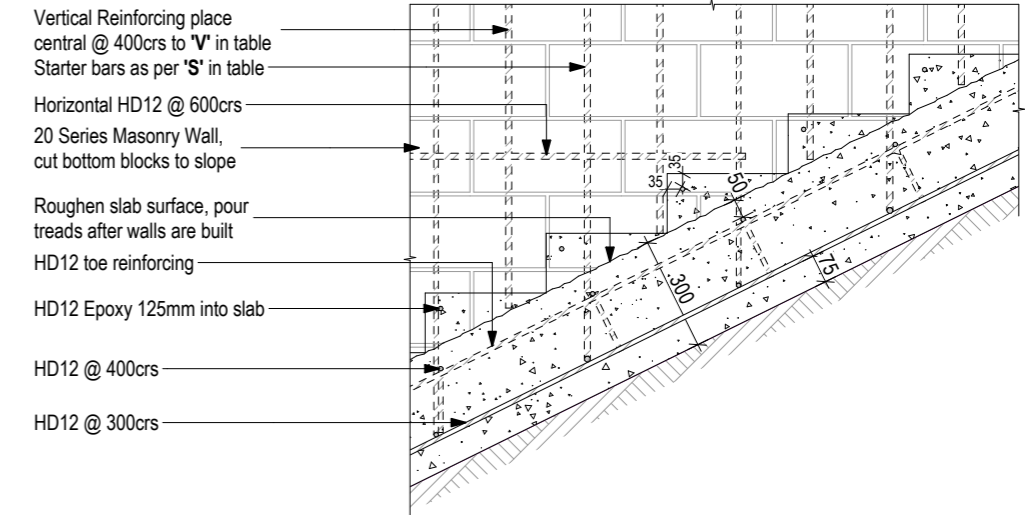 Vertical Reinforcing place
central @ 400crs to 'V' in table
Starter bars as per 'S' in table
Horizontal HD12 @ 600crs
20 Series Masonry Wall,
cut bottom blocks to slope
Roughen slab surface, pour
treads after walls are built
HD12 toe reinforcing
HD12 Epoxy 125mm into slab
HD12 @ 400crs
HD12 @ 300crs
35
35
50
300
75